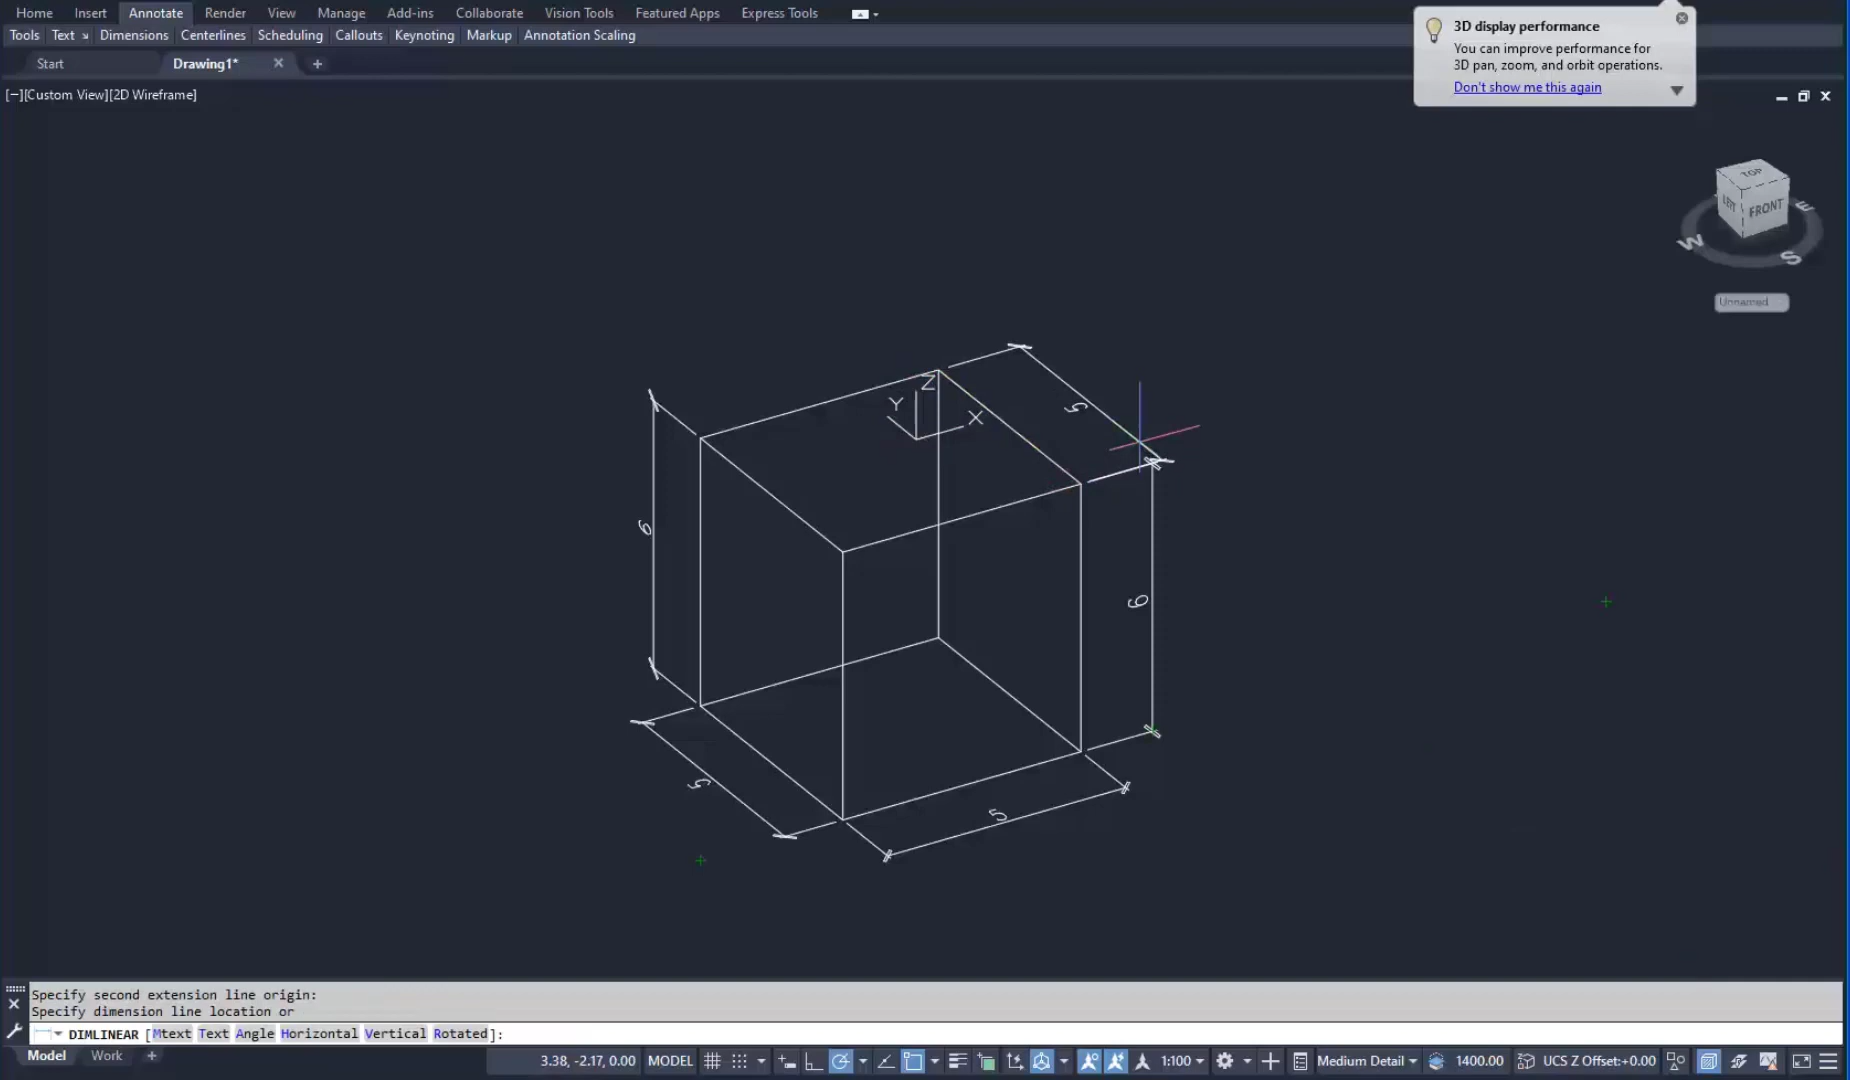 Home Insert Annotate Render View Manage Add-ins Collaborate Vision Tools Featured Apps Express Tools
Tools Text Dimensions Centerlines Scheduling Callouts Keynoting Markup Annotation Scaling
Start Drawing1*
[−][Custom View][2D Wireframe]
3D display performance
You can improve performance for
3D pan, zoom, and orbit operations.
Don't show me this again
TOP
LEFT FRONT
W E
S
Unnamed
Z
Y X
5
6
6
5
5
Specify second extension line origin:
Specify dimension line location or
DIMLINEAR [Mtext Text Angle Horizontal Vertical Rotated]:
Model Work
3.38, -2.17, 0.00 MODEL 1:100 Medium Detail 1400.00 UCS Z Offset:+0.00